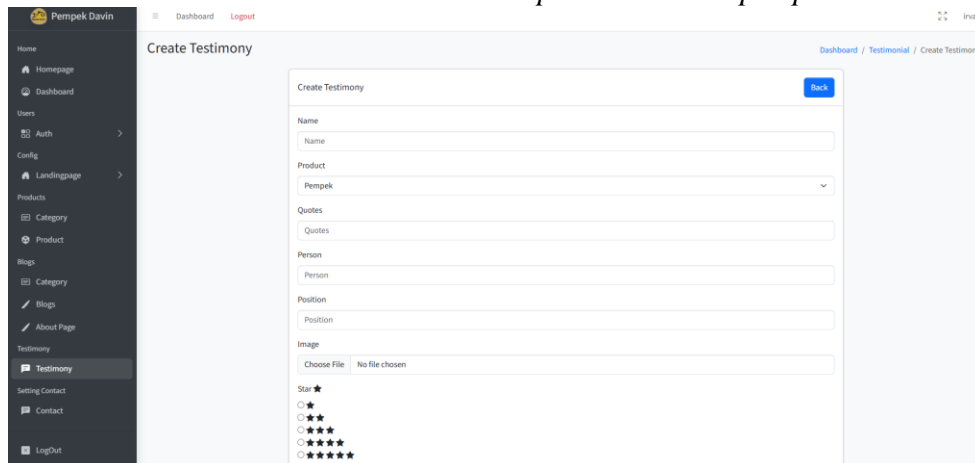 Pempek Davin
Dashboard Logout
Home
Homepage
Dashboard
Users
Auth
Config
Landingpage
Products
Category
Product
Blogs
Category
Blogs
About Page
Testimony
Testimony
Setting Contact
Contact
LogOut
Create Testimony
Dashboard / Testimonial / Create Testimon
Create Testimony
Back
Name
Name
Product
Pempek
Quotes
Quotes
Person
Person
Position
Position
Image
Choose File No file chosen
Star